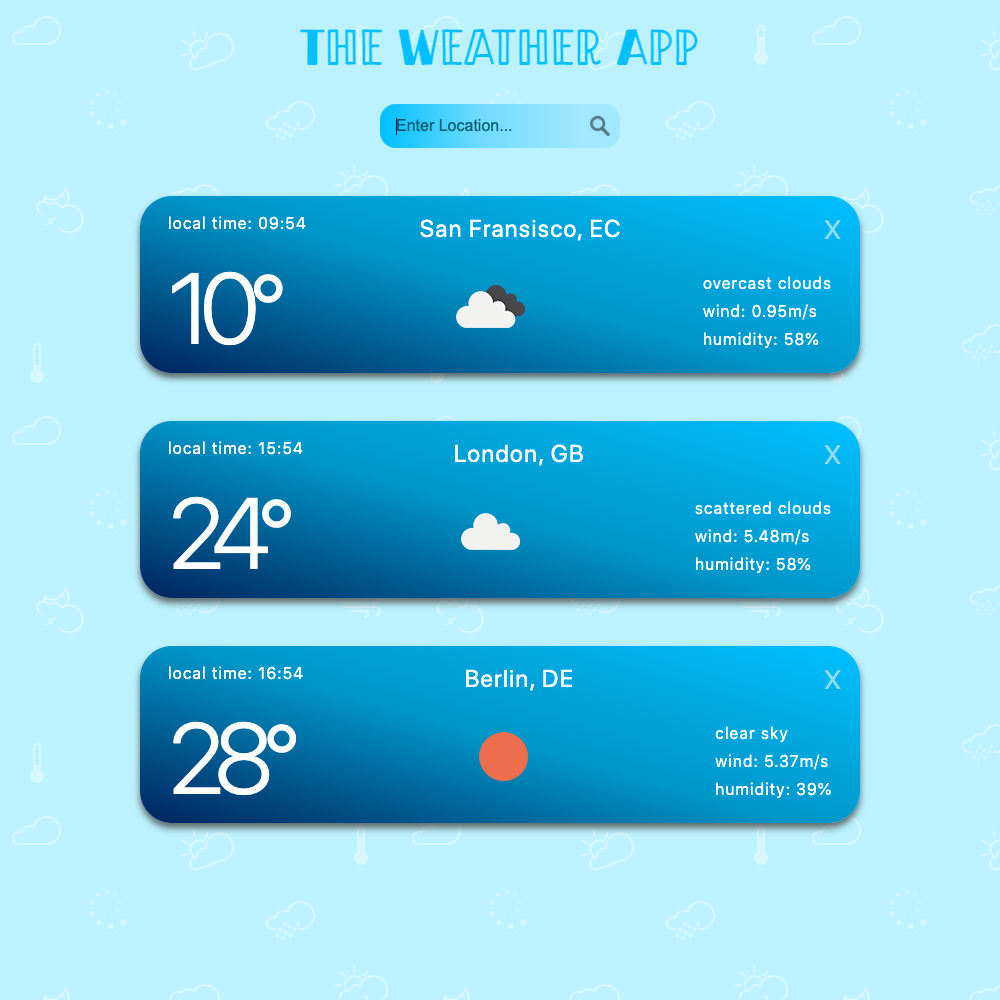 The Weather App
Enter Location...
local time: 09:54
San Fransisco, EC
X
10°
overcast clouds
wind: 0.95m/s
humidity: 58%
local time: 15:54
London, GB
X
24°
scattered clouds
wind: 5.48m/s
humidity: 58%
local time: 16:54
Berlin, DE
X
28°
clear sky
wind: 5.37m/s
humidity: 39%